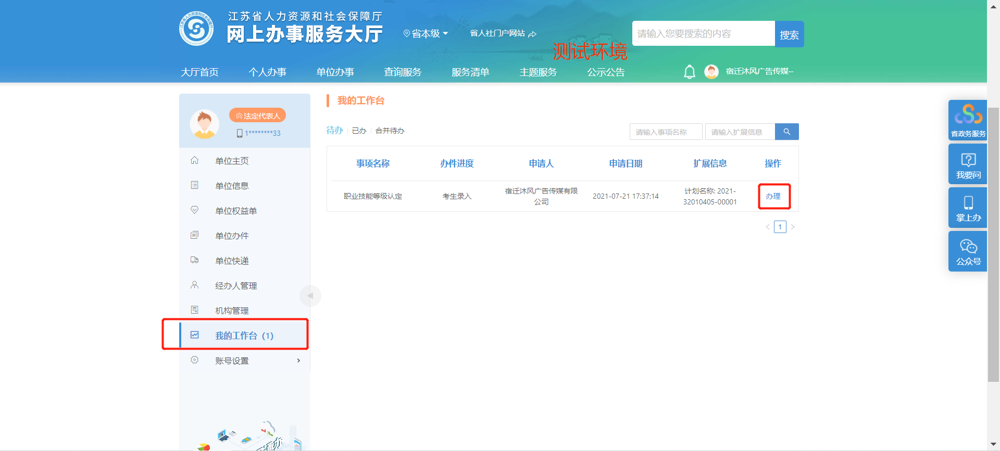 江苏省人力资源和社会保障厅
网上办事服务大厅
省本级
省人社门户网站
请输入您要搜索的内容
搜索
测试环境
大厅首页 个人办事 单位办事 查询服务 服务清单 主题服务 公示公告
宿迁沐风广告传媒···
法定代表人
1********33
单位主页
单位信息
单位权益单
单位办件
单位快递
经办人管理
机构管理
我的工作台（1）
账号设置
我的工作台
待办 已办 合并待办
请输入事项名称 请输入扩展信息
事项名称 办件进度 申请人 申请日期 扩展信息 操作
职业技能等级认定 考生录入 宿迁沐风广告传媒有限公司 2021-07-21 17:37:14 计划名称: 2021-32010405-00001 办理
< 1 >
省政务服务
我要问
掌上办
公众号